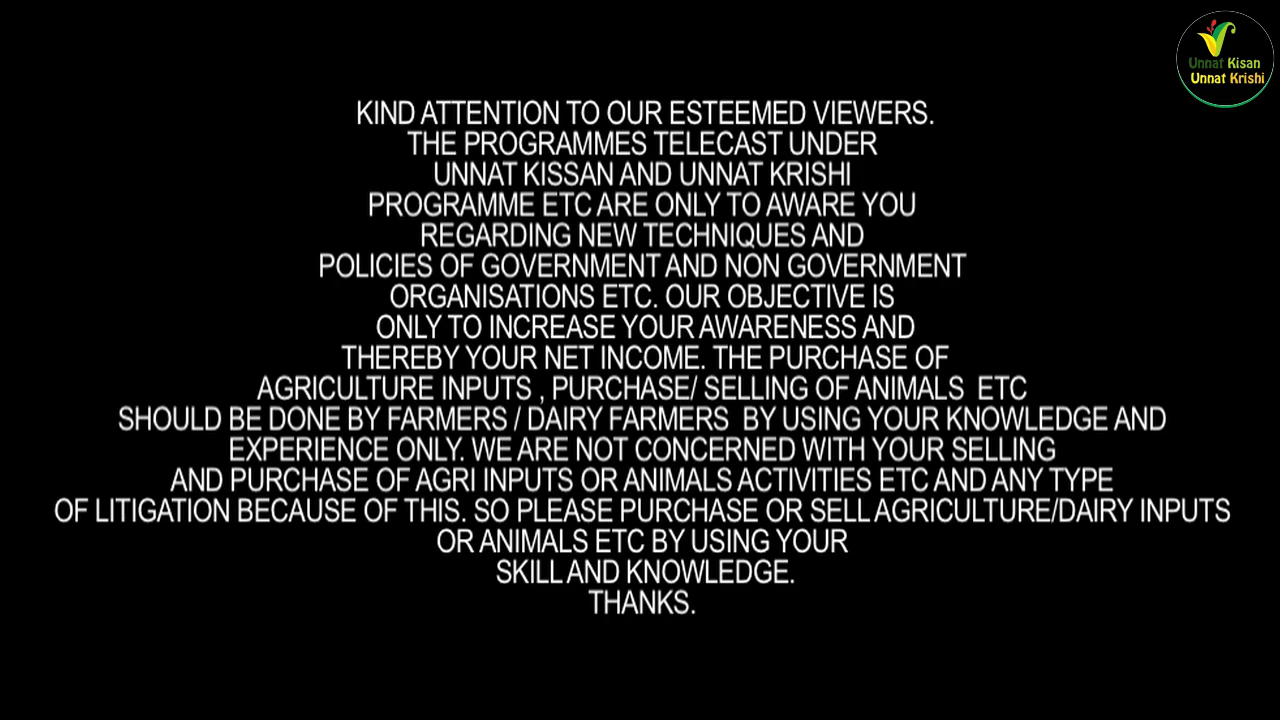 Unnat Kisan
Unnat Krishi
KIND ATTENTION TO OUR ESTEEMED VIEWERS.
THE PROGRAMMES TELECAST UNDER
UNNAT KISSAN AND UNNAT KRISHI
PROGRAMME ETC ARE ONLY TO AWARE YOU
REGARDING NEW TECHNIQUES AND
POLICIES OF GOVERNMENT AND NON GOVERNMENT
ORGANISATIONS ETC. OUR OBJECTIVE IS
ONLY TO INCREASE YOUR AWARENESS AND
THEREBY YOUR NET INCOME. THE PURCHASE OF
AGRICULTURE INPUTS , PURCHASE/ SELLING OF ANIMALS ETC
SHOULD BE DONE BY FARMERS / DAIRY FARMERS BY USING YOUR KNOWLEDGE AND
EXPERIENCE ONLY. WE ARE NOT CONCERNED WITH YOUR SELLING
AND PURCHASE OF AGRI INPUTS OR ANIMALS ACTIVITIES ETC AND ANY TYPE
OF LITIGATION BECAUSE OF THIS. SO PLEASE PURCHASE OR SELL AGRICULTURE/DAIRY INPUTS
OR ANIMALS ETC BY USING YOUR
SKILL AND KNOWLEDGE.
THANKS.